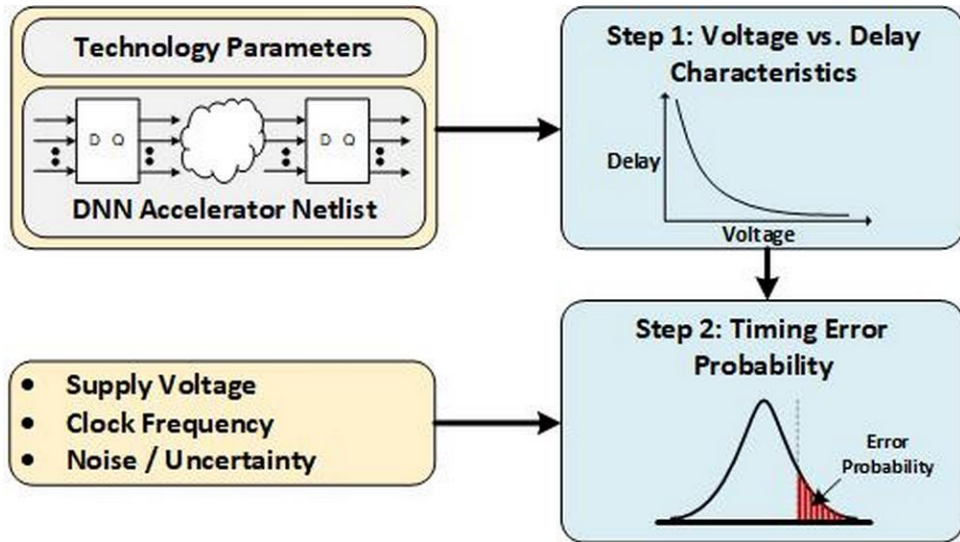 Technology Parameters
D Q
D Q
DNN Accelerator Netlist
Step 1: Voltage vs. Delay
Characteristics
Delay
Voltage
• Supply Voltage
• Clock Frequency
• Noise / Uncertainty
Step 2: Timing Error
Probability
Error
Probability